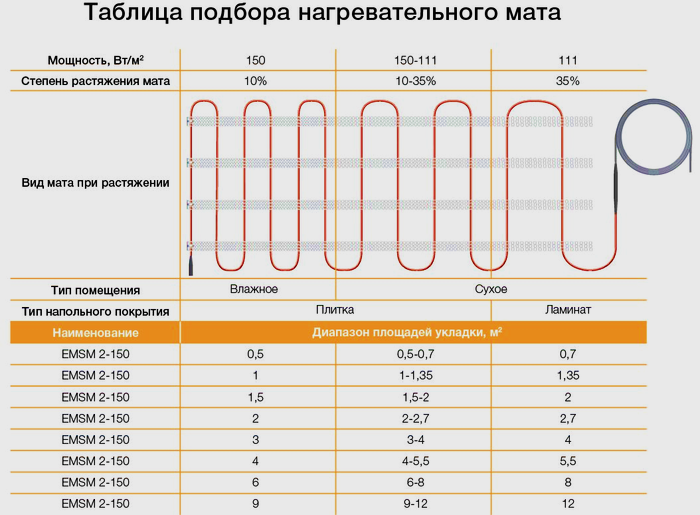 Таблица подбора нагревательного мата
Мощность, Вт/м² 150 150-111 111
Степень растяжения мата 10% 10-35% 35%
Вид мата при растяжении
Тип помещения Влажное Сухое
Тип напольного покрытия Плитка Ламинат
Наименование Диапазон площадей укладки, м²
EMSM 2-150 0,5 0,5-0,7 0,7
EMSM 2-150 1 1-1,35 1,35
EMSM 2-150 1,5 1,5-2 2
EMSM 2-150 2 2-2,7 2,7
EMSM 2-150 3 3-4 4
EMSM 2-150 4 4-5,5 5,5
EMSM 2-150 6 6-8 8
EMSM 2-150 9 9-12 12